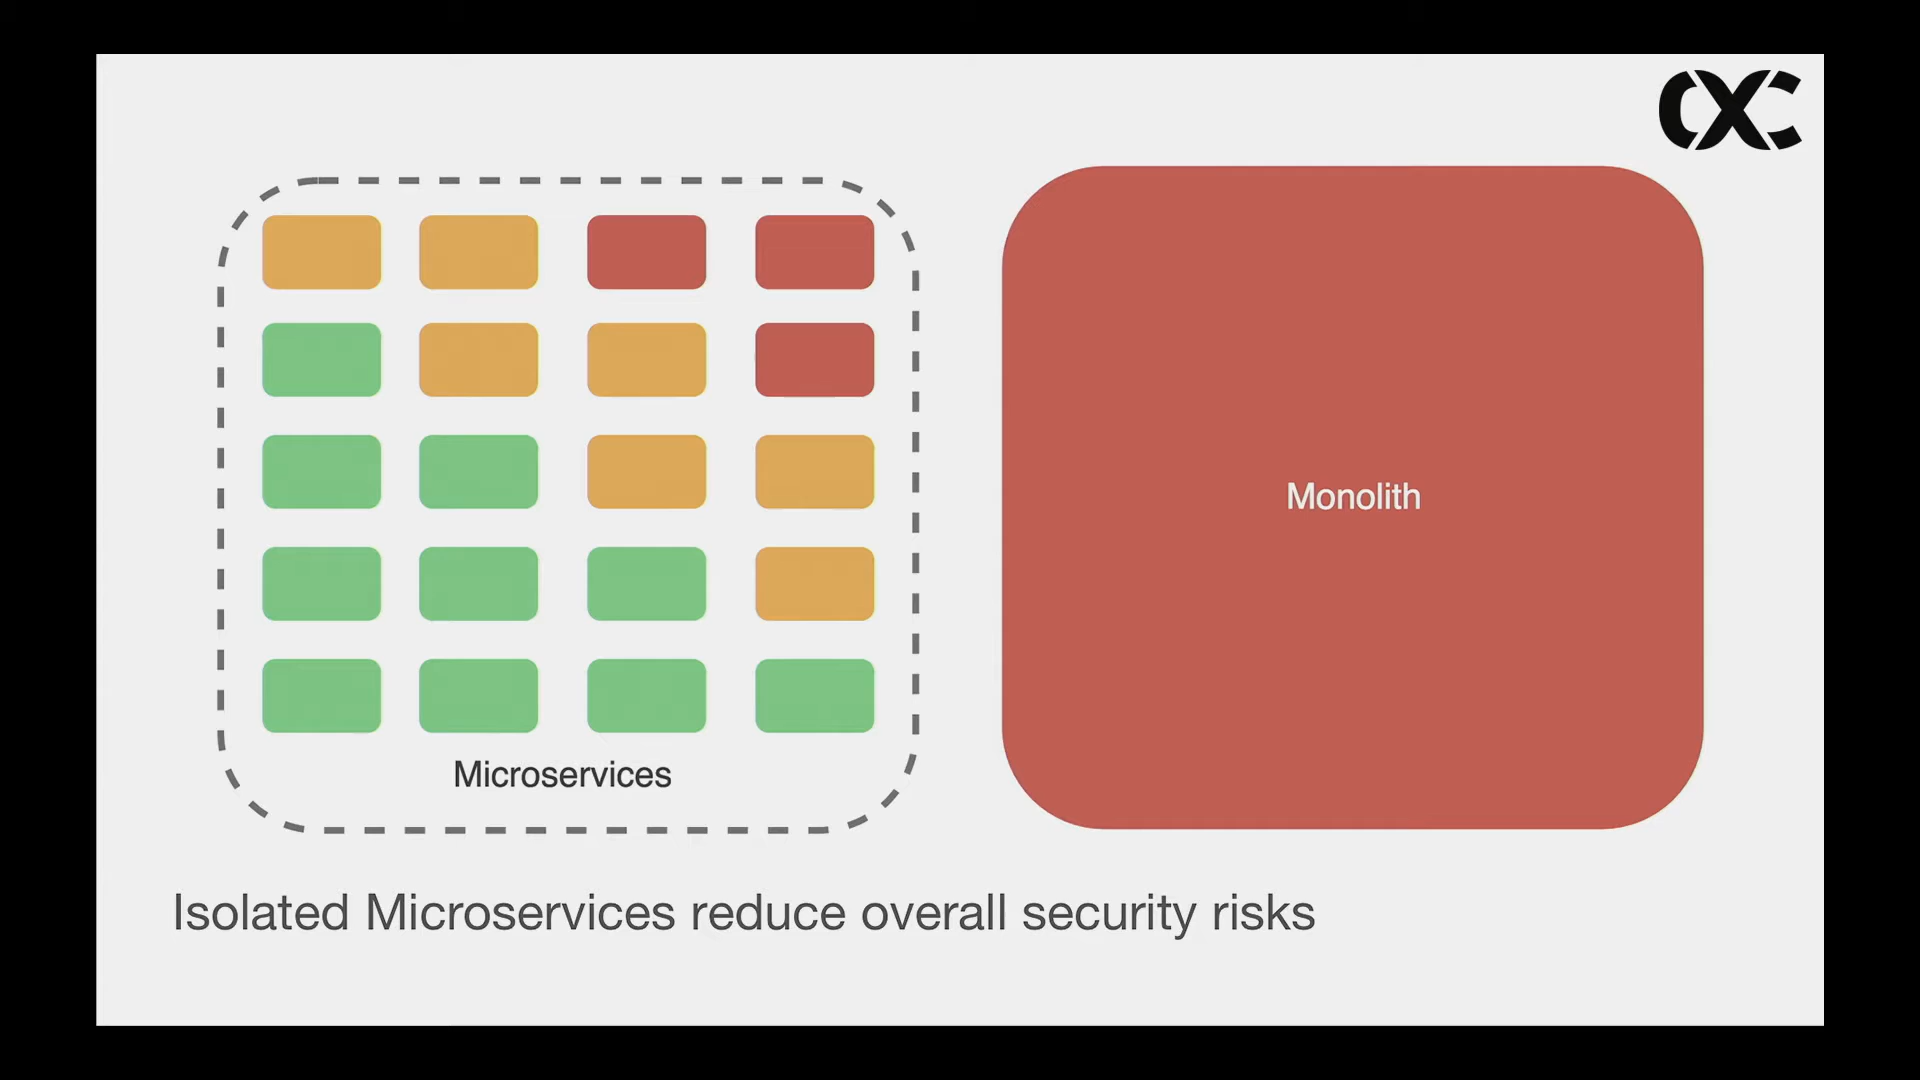 Monolith
Microservices
Isolated Microservices reduce overall security risks